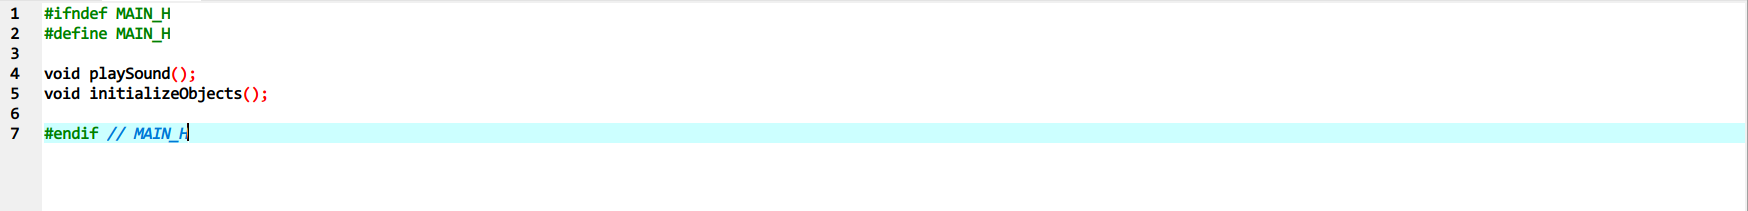 1 #ifndef MAIN_H
2 #define MAIN_H
3
4 void playSound();
5 void initializeObjects();
6
7 #endif // MAIN_H